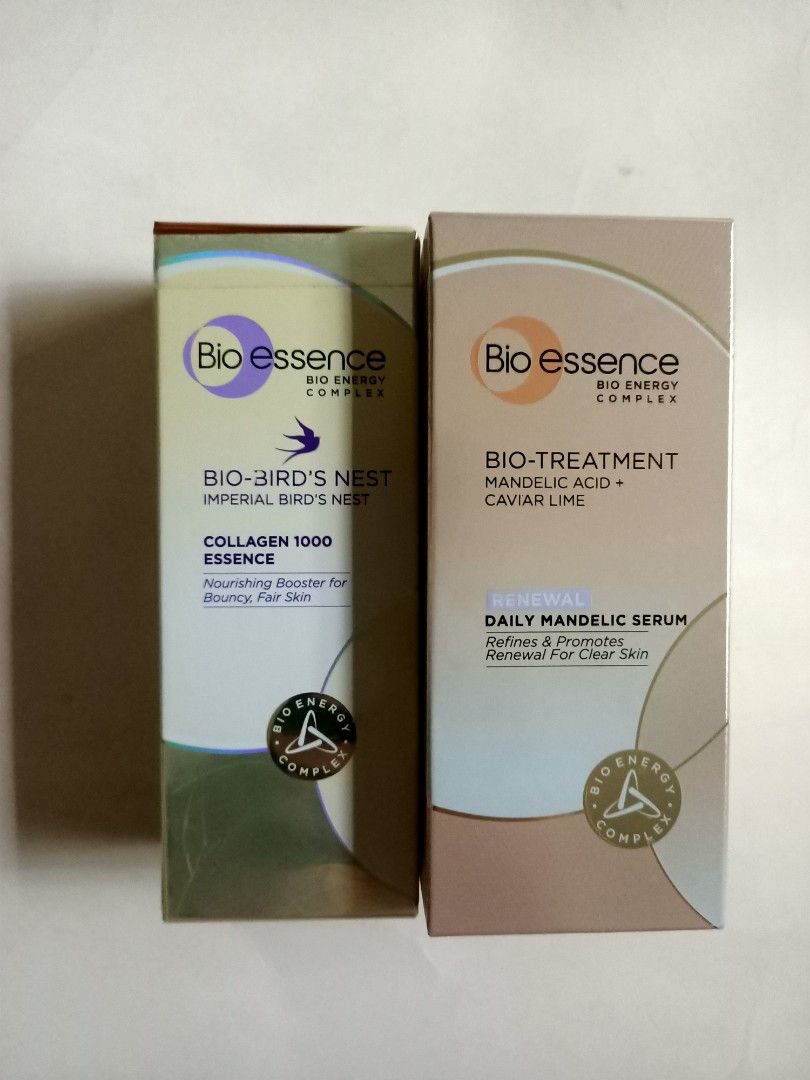 Bio essence
BIO ENERGY
COMPLEX
BIO-BIRD'S NEST
IMPERIAL BIRD'S NEST
COLLAGEN 1000
ESSENCE
Nourishing Booster for
Bouncy, Fair Skin
BIO ENERGY
COMPLEX
Bio essence
BIO ENERGY
COMPLEX
BIO-TREATMENT
MANDELIC ACID +
CAVIAR LIME
RENEWAL
DAILY MANDELIC SERUM
Refines & Promotes
Renewal For Clear Skin
BIO ENERGY
COMPLEX